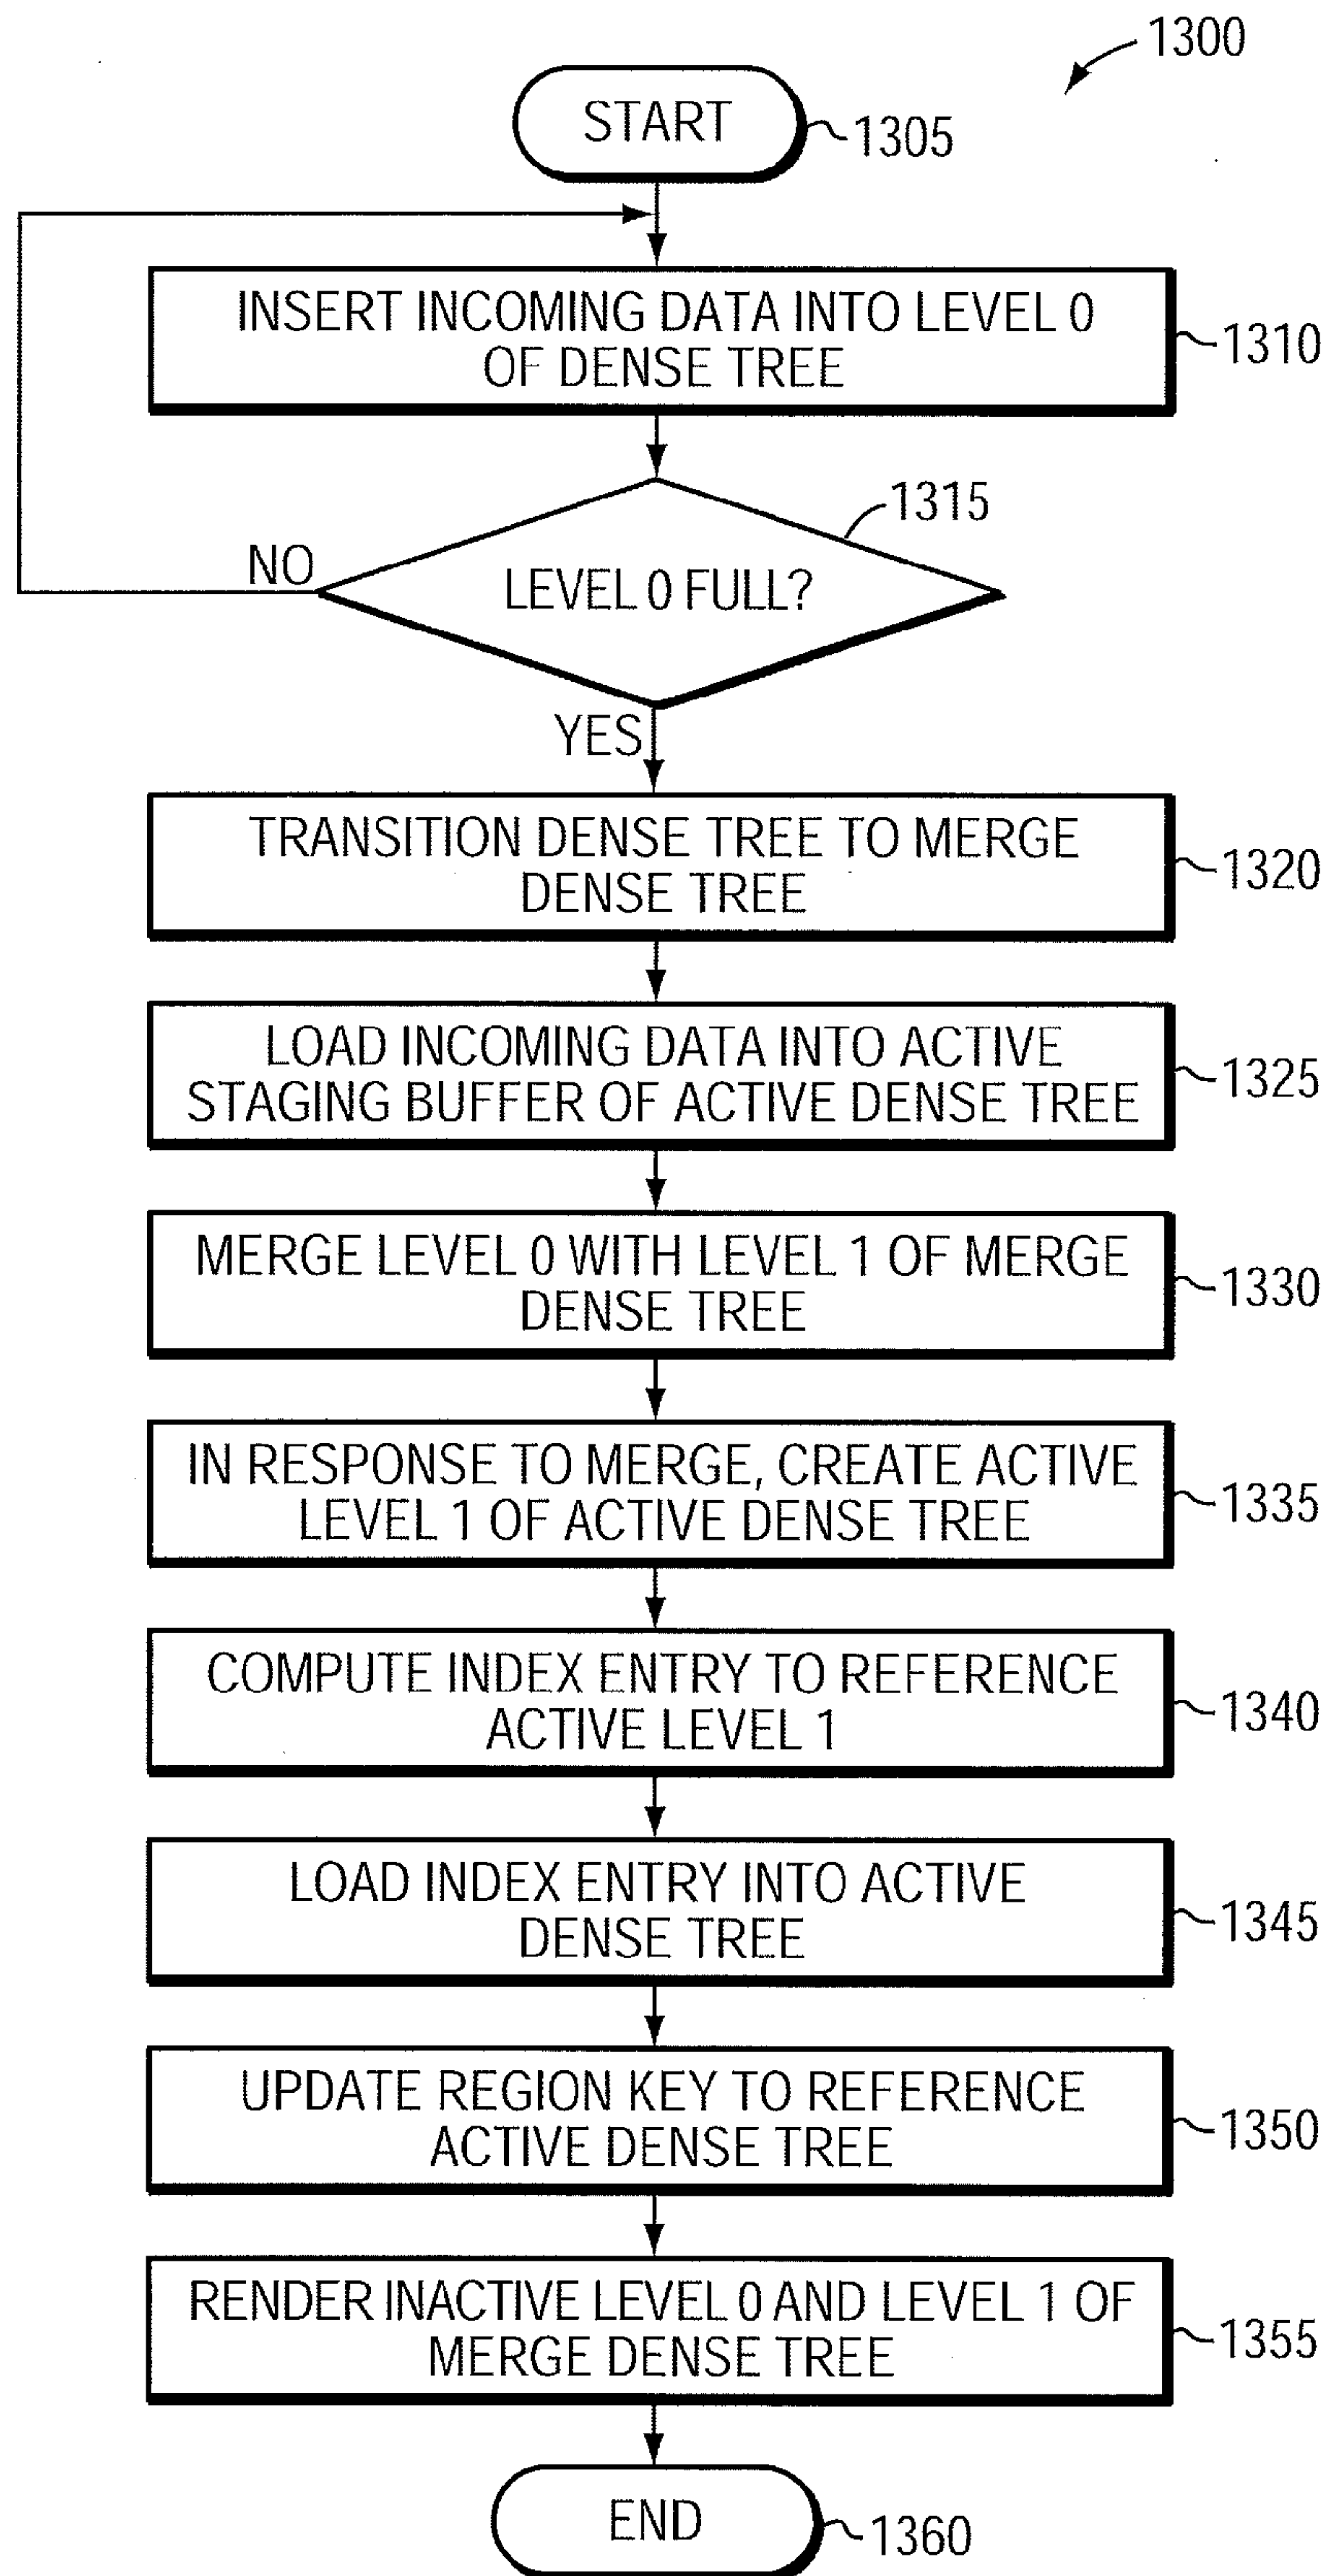 1300
START
1305
INSERT INCOMING DATA INTO LEVEL 0
OF DENSE TREE
1310
1315
LEVEL 0 FULL?
NO
YES
TRANSITION DENSE TREE TO MERGE
DENSE TREE
1320
LOAD INCOMING DATA INTO ACTIVE
STAGING BUFFER OF ACTIVE DENSE TREE
1325
MERGE LEVEL 0 WITH LEVEL 1 OF MERGE
DENSE TREE
1330
IN RESPONSE TO MERGE, CREATE ACTIVE
LEVEL 1 OF ACTIVE DENSE TREE
1335
COMPUTE INDEX ENTRY TO REFERENCE
ACTIVE LEVEL 1
1340
LOAD INDEX ENTRY INTO ACTIVE
DENSE TREE
1345
UPDATE REGION KEY TO REFERENCE
ACTIVE DENSE TREE
1350
RENDER INACTIVE LEVEL 0 AND LEVEL 1 OF
MERGE DENSE TREE
1355
END
1360